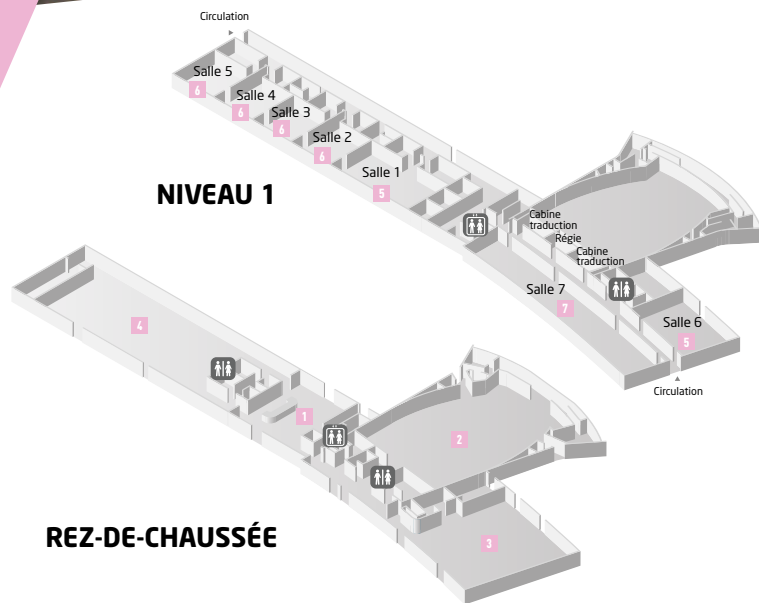 Circulation
Salle 5
6
Salle 4
6
Salle 3
6
Salle 2
6
Salle 1
5
NIVEAU 1
Cabine
traduction
Régie
Cabine
traduction
Salle 7
7
Salle 6
5
Circulation
4
1
2
3
REZ-DE-CHAUSSÉE